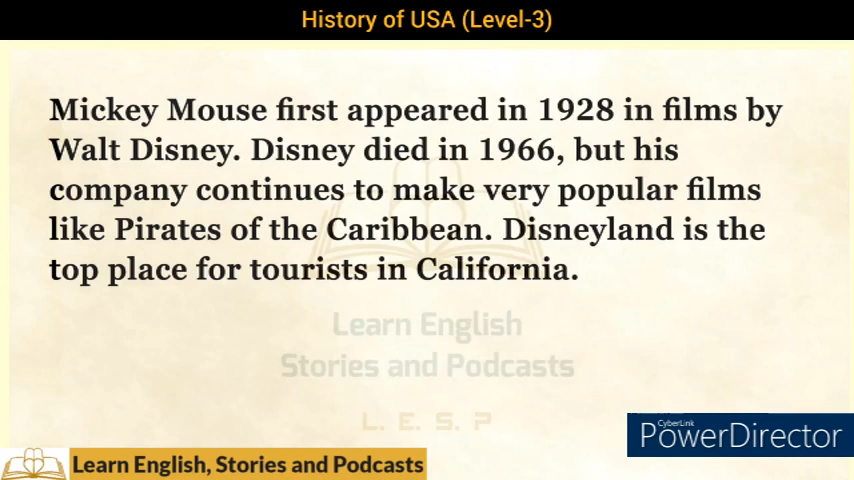 History of USA (Level-3)
Mickey Mouse first appeared in 1928 in films by
Walt Disney. Disney died in 1966, but his
company continues to make very popular films
like Pirates of the Caribbean. Disneyland is the
top place for tourists in California.
Learn English
Stories and Podcasts
L. E. S. P
CyberLink
PowerDirector
Learn English, Stories and Podcasts